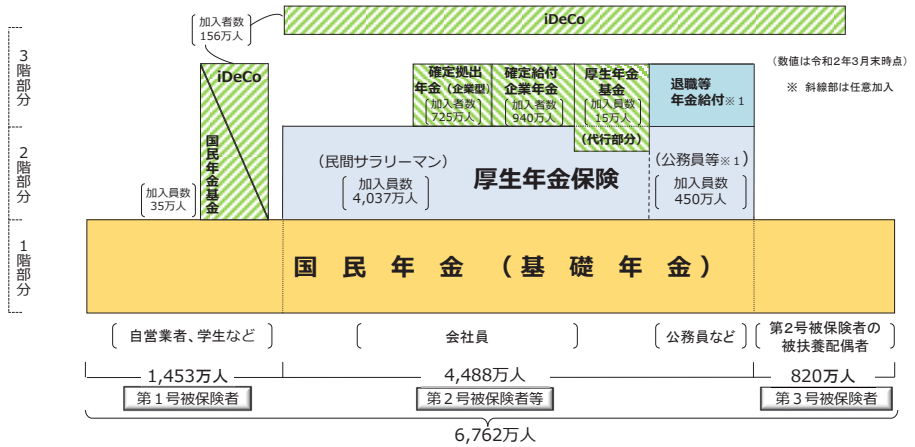 iDeCo
加入者数
156万人
3階部分
2階部分
1階部分
iDeCo
国民年金基金
加入員数
35万人
確定拠出
年金（企業型）
加入者数
725万人
確定給付
企業年金
加入者数
940万人
厚生年金
基金
加入員数
15万人
（代行部分）
退職等
年金給付※1
（数値は令和2年3月末時点）
※ 斜線部は任意加入
（民間サラリーマン）
加入員数
4,037万人
厚生年金保険
（公務員等※1）
加入員数
450万人
国民年金（基礎年金）
自営業者、学生など
会社員
公務員など
第2号被保険者の
被扶養配偶者
1,453万人
4,488万人
820万人
第1号被保険者
第2号被保険者等
第3号被保険者
6,762万人